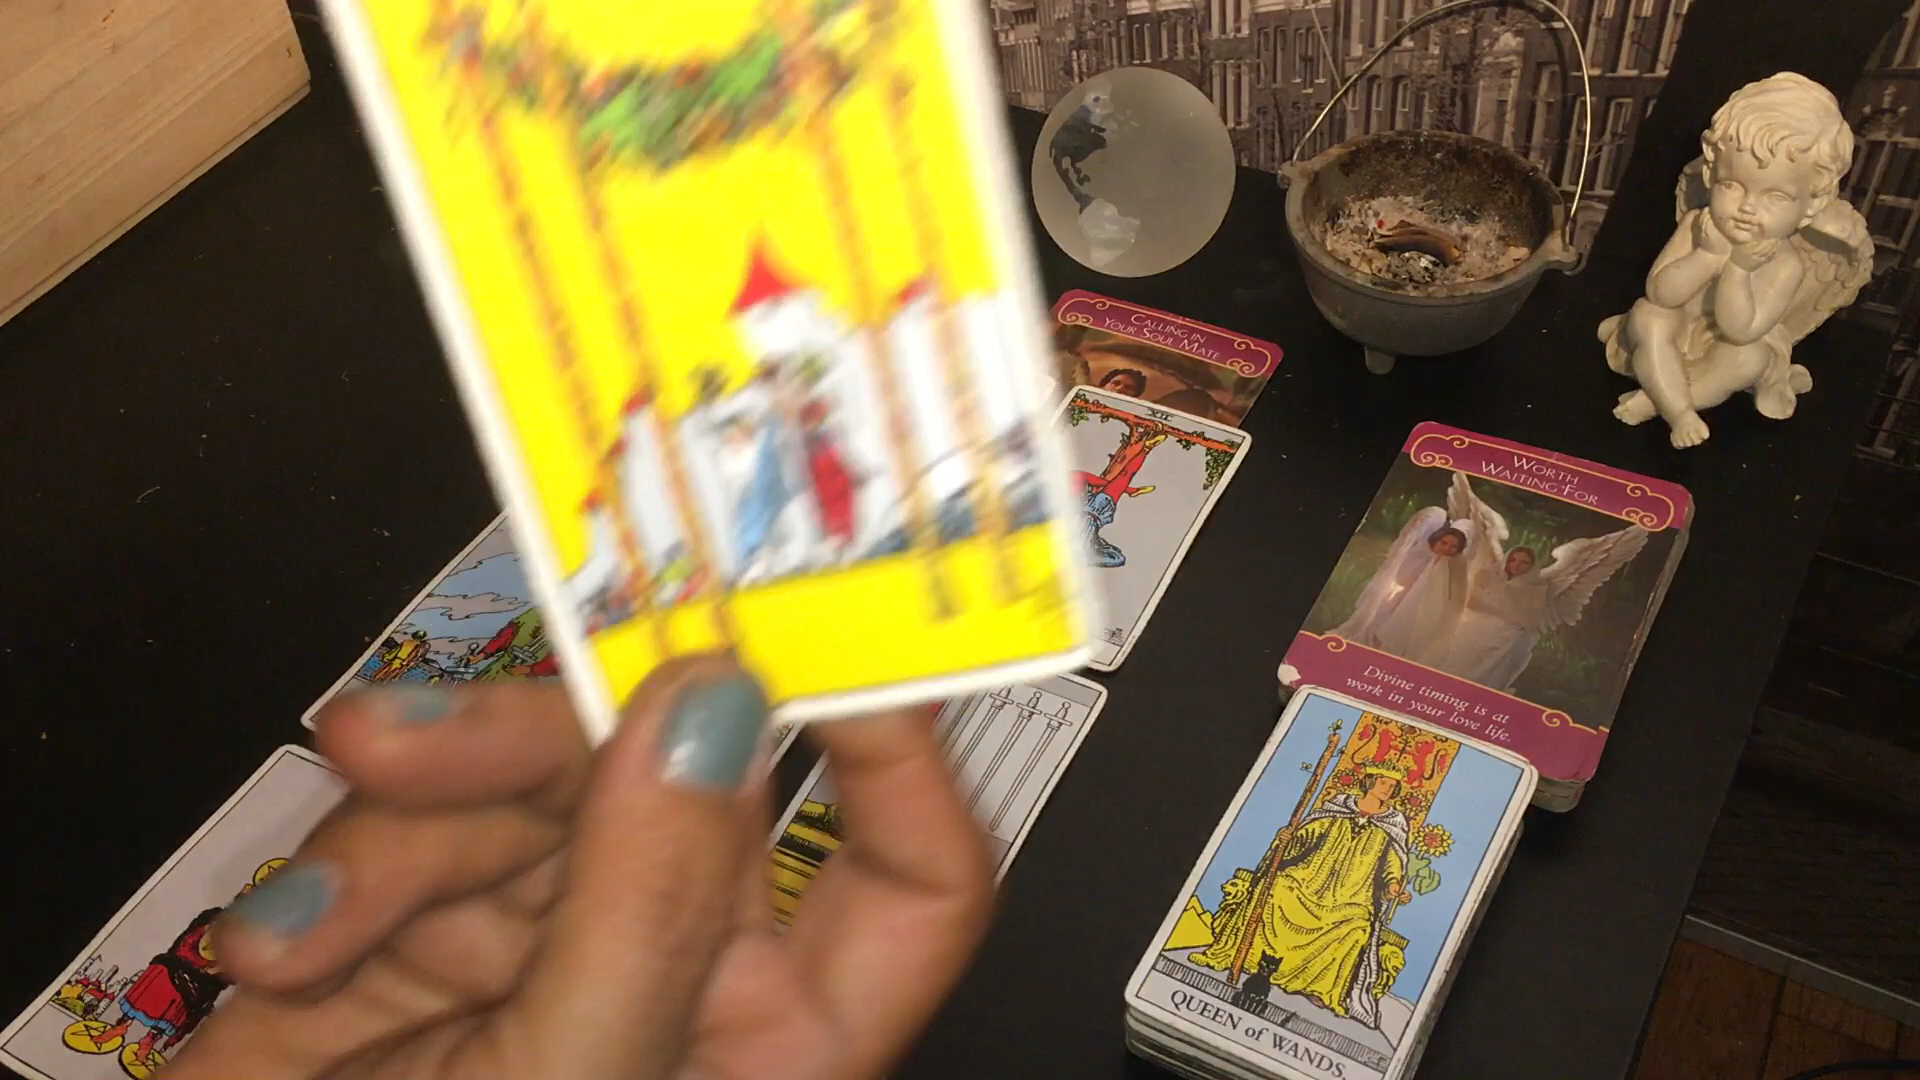 CALLING IN
YOUR SOUL MATE
XII
WORTH
WAITING FOR
Divine timing is at
work in your love life.
QUEEN of WANDS.